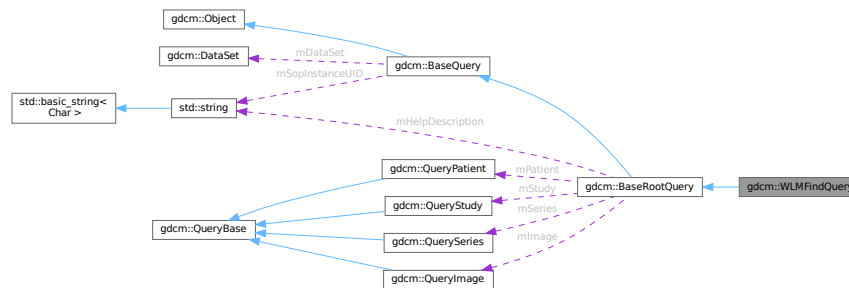 gdcm::Object
gdcm::DataSet
mDataSet
gdcm::BaseQuery
mSopInstanceUID
std::basic_string<
Char >
std::string
mHelpDescription
gdcm::QueryPatient
mPatient
gdcm::BaseRootQuery
gdcm::WLMFindQuery
mStudy
gdcm::QueryStudy
mSeries
gdcm::QueryBase
gdcm::QuerySeries
mImage
gdcm::QueryImage